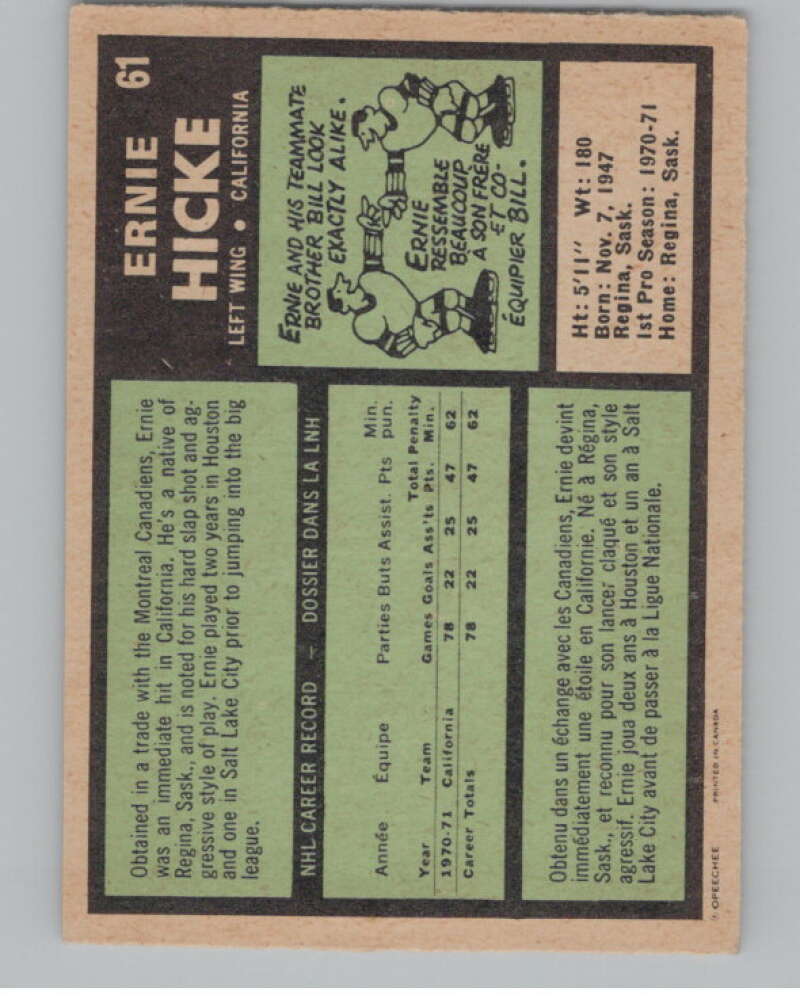 Obtained in a trade with the Montreal Canadiens, Ernie
was an immediate hit in California. He's a native of
Regina, Sask., and is noted for his hard slap shot and ag-
gressive style of play. Ernie played two years in Houston
and one in Salt Lake City prior to jumping into the big
league.
ERNIE 61
HICKE
LEFT WING • CALIFORNIA
ERNIE AND HIS TEAMMATE
BROTHER BILL LOOK
EXACTLY ALIKE.
ERNIE
RESSEMBLE
BEAUCOUP
À SON FRÈRE
ET CO-
ÉQUIPIER BILL.
NHL CAREER RECORD – DOSSIER DANS LA LNH
Année Équipe Parties Buts Assist. Pts Min. pun.
Year Team Games Goals Ass'ts Total Pts. Penalty Min.
1970-71 California 78 22 25 47 62
Career Totals 78 22 25 47 62
Ht: 5'11" Wt: 180
Born: Nov. 7, 1947
Regina, Sask.
1st Pro Season: 1970-71
Home: Regina, Sask.
Obtenu dans un échange avec les Canadiens, Ernie devint
immédiatement une étoile en Californie. Né à Régina,
Sask., et reconnu pour son lancer claqué et son style
agressif. Ernie joua deux ans à Houston et un an à Salt
Lake City avant de passer à la Ligue Nationale.
© OPEECHEE PRINTED IN CANADA